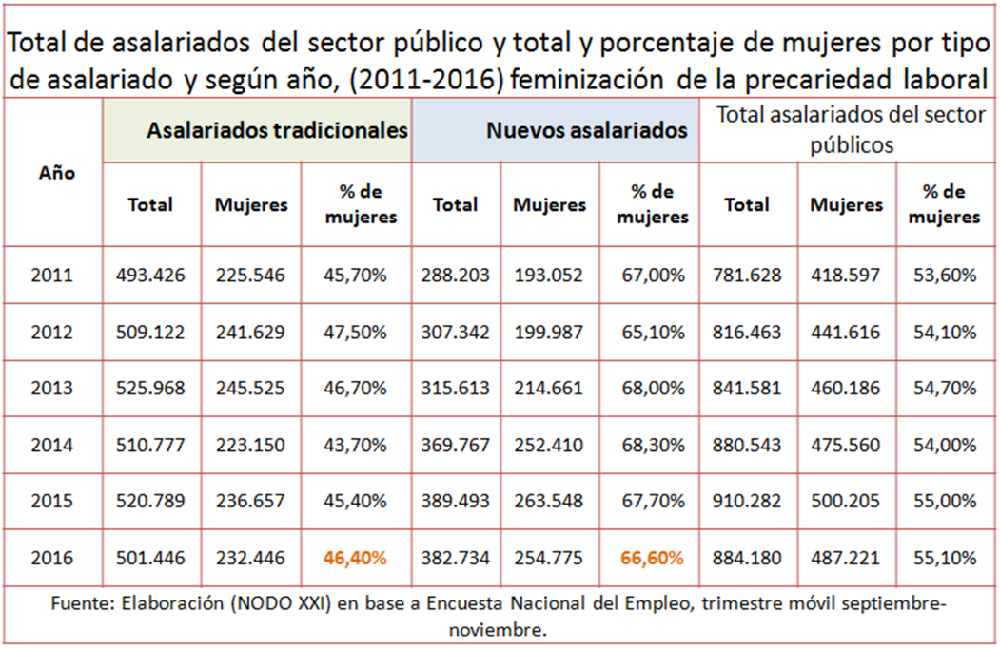 Total de asalariados del sector público y total y porcentaje de mujeres por tipo
de asalariado y según año, (2011-2016) feminización de la precariedad laboral
Año
Asalariados tradicionales
Nuevos asalariados
Total asalariados del sector
públicos
Total
Mujeres
% de
mujeres
Total
Mujeres
% de
mujeres
Total
Mujeres
% de
mujeres
2011 493.426 225.546 45,70% 288.203 193.052 67,00% 781.628 418.597 53,60%
2012 509.122 241.629 47,50% 307.342 199.987 65,10% 816.463 441.616 54,10%
2013 525.968 245.525 46,70% 315.613 214.661 68,00% 841.581 460.186 54,70%
2014 510.777 223.150 43,70% 369.767 252.410 68,30% 880.543 475.560 54,00%
2015 520.789 236.657 45,40% 389.493 263.548 67,70% 910.282 500.205 55,00%
2016 501.446 232.446 46,40% 382.734 254.775 66,60% 884.180 487.221 55,10%
Fuente: Elaboración (NODO XXI) en base a Encuesta Nacional del Empleo, trimestre móvil septiembre-
noviembre.